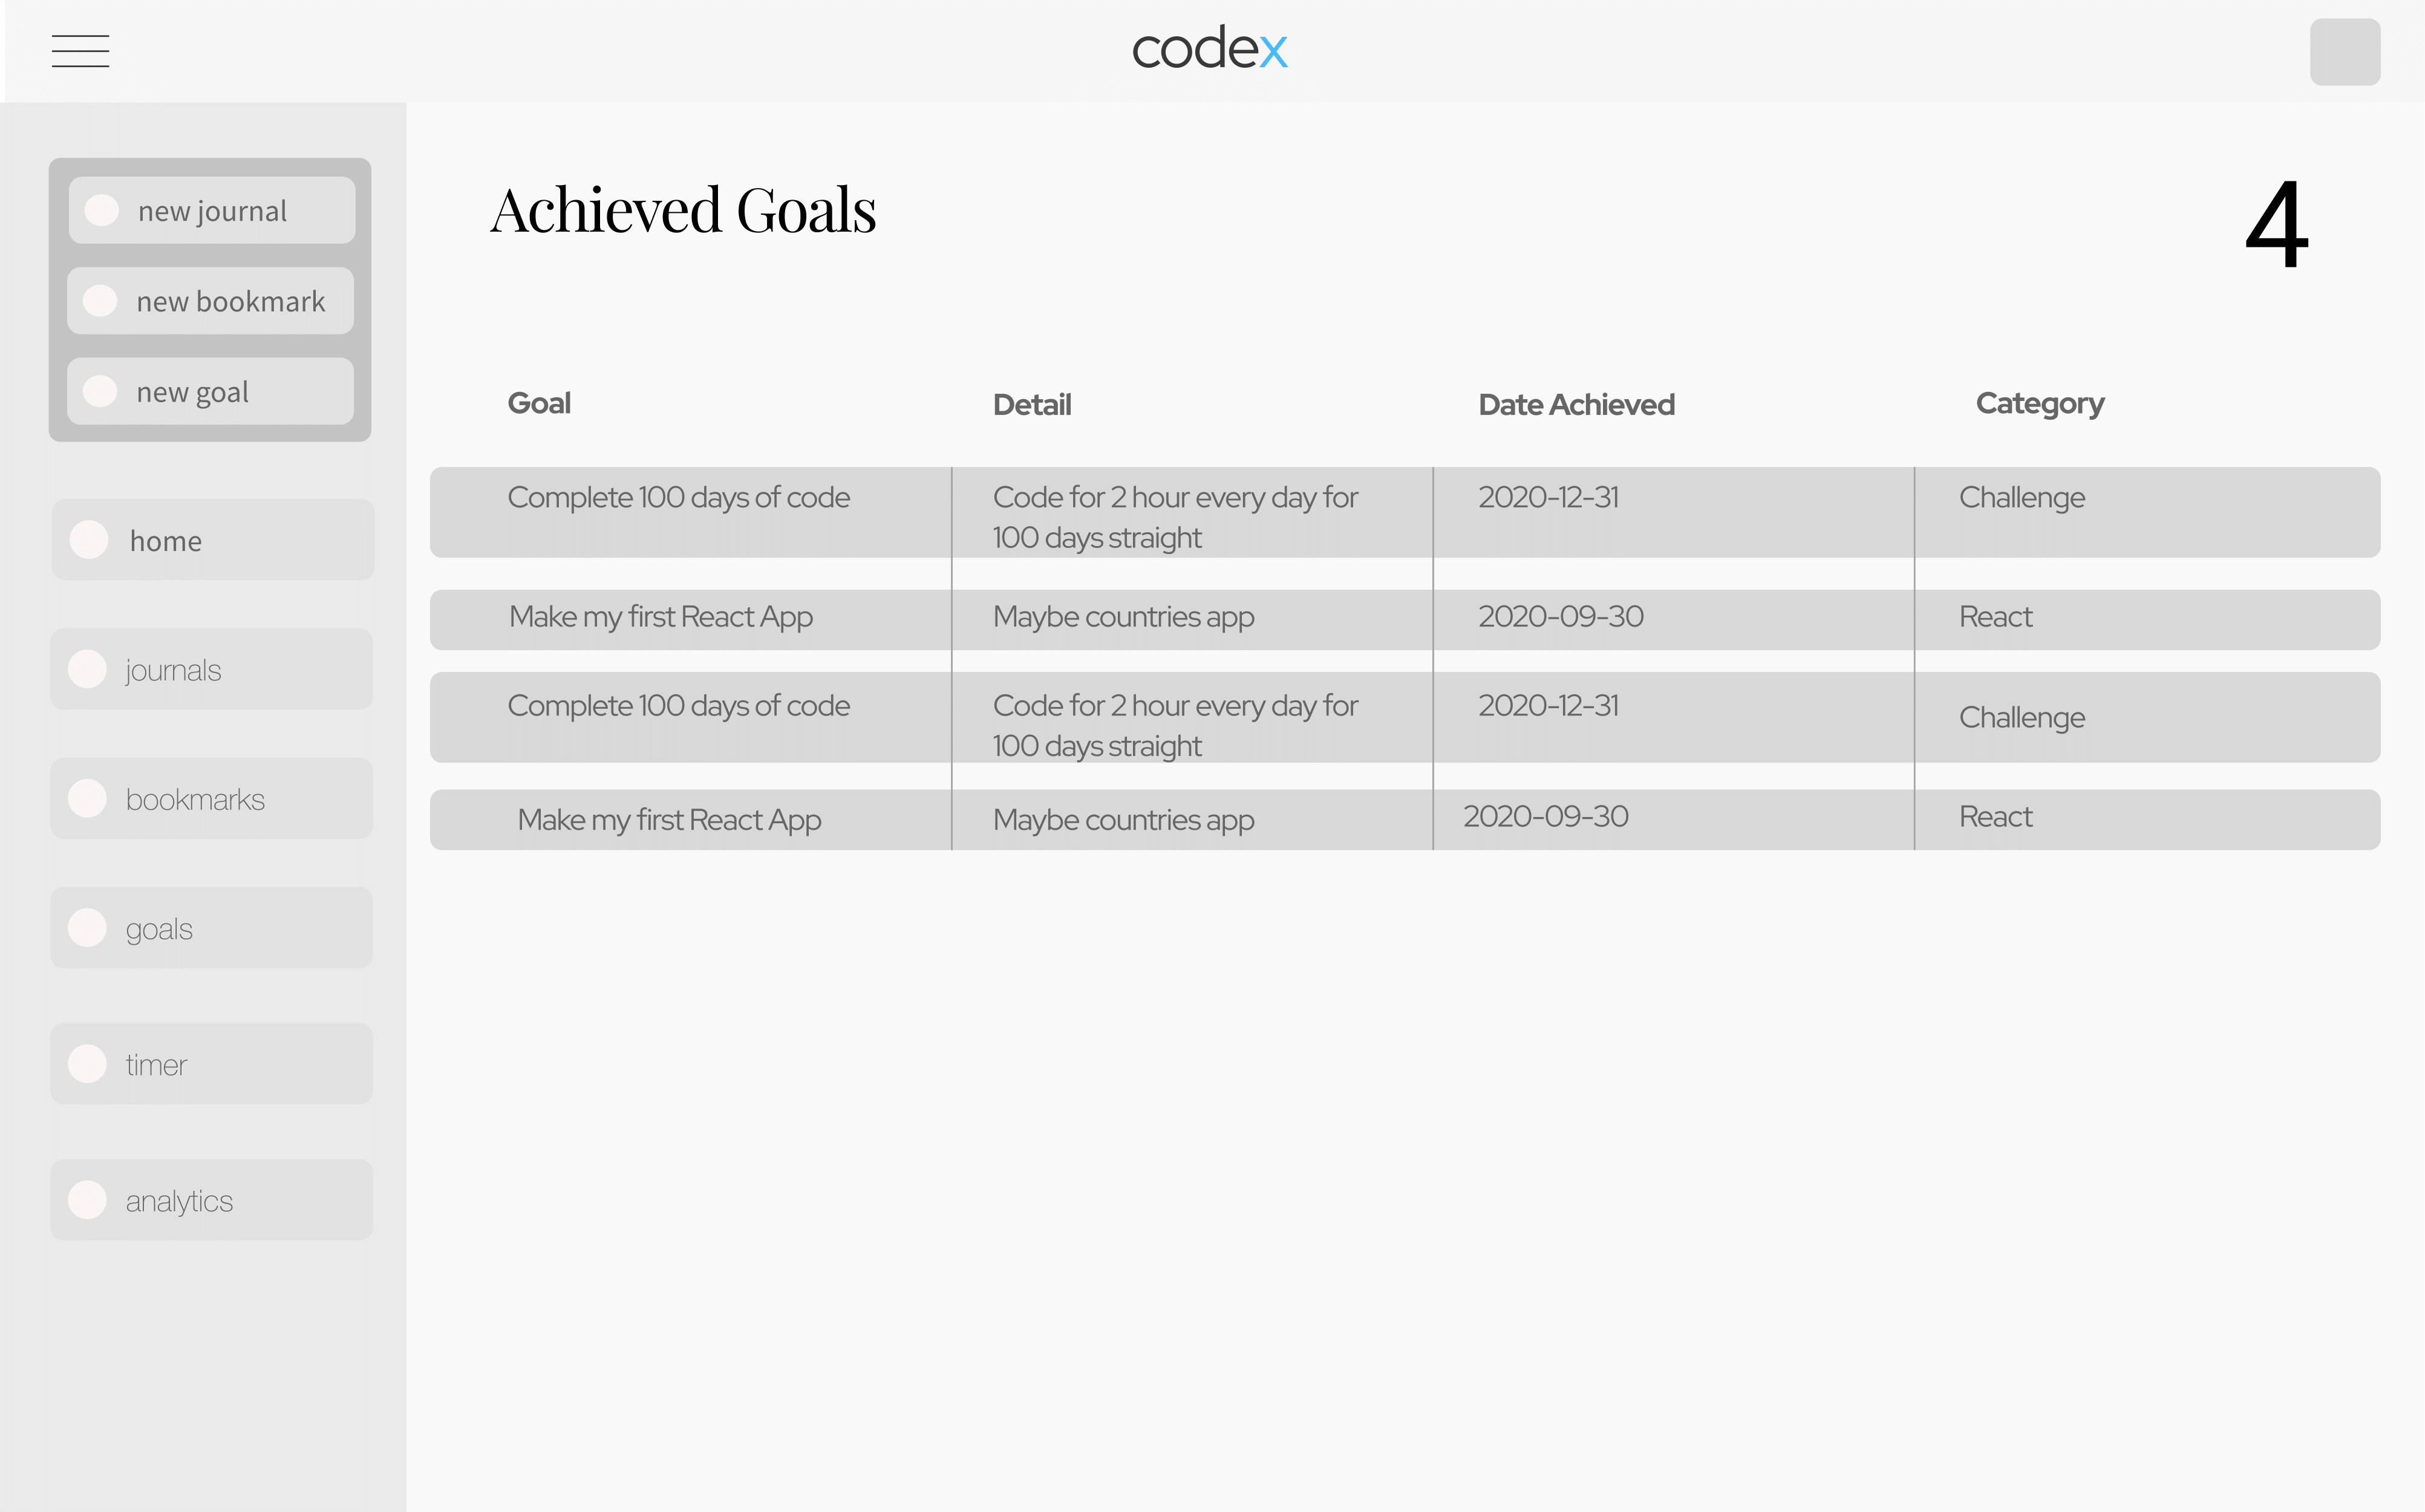 codex
new journal
new bookmark
new goal
home
journals
bookmarks
goals
timer
analytics
Achieved Goals
4
Goal Detail Date Achieved Category
Complete 100 days of code Code for 2 hour every day for 2020-12-31 Challenge
100 days straight
Make my first React App Maybe countries app 2020-09-30 React
Complete 100 days of code Code for 2 hour every day for 2020-12-31 Challenge
100 days straight
Make my first React App Maybe countries app 2020-09-30 React